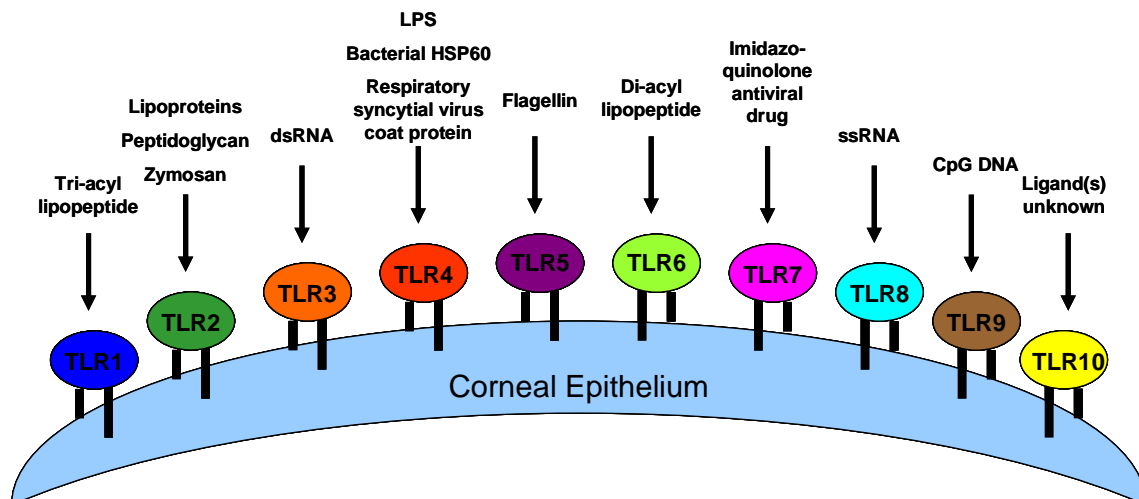 Tri-acyl
lipopeptide
Lipoproteins
Peptidoglycan
Zymosan
dsRNA
LPS
Bacterial HSP60
Respiratory
syncytial virus
coat protein
Flagellin
Di-acyl
lipopeptide
Imidazo-
quinolone
antiviral
drug
ssRNA
CpG DNA
Ligand(s)
unknown
TLR1
TLR2
TLR3
TLR4
TLR5
TLR6
TLR7
TLR8
TLR9
TLR10
Corneal Epithelium